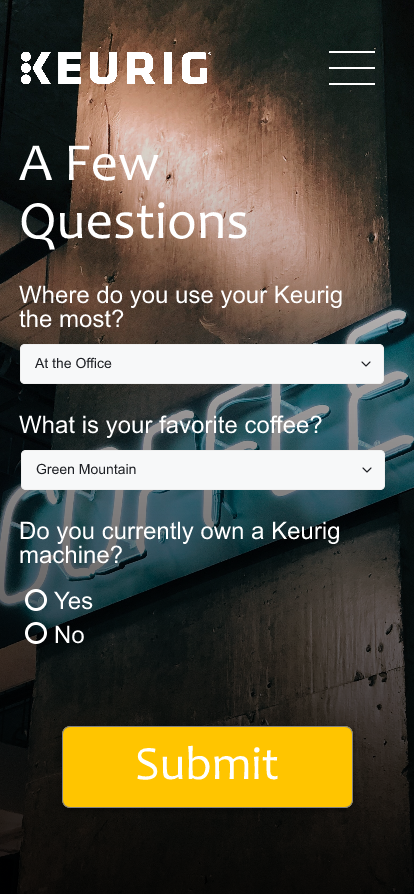 KEURIG
A Few
Questions
Where do you use your Keurig
the most?
At the Office
What is your favorite coffee?
Green Mountain
COFFEE
Do you currently own a Keurig
machine?
Yes
No
Submit